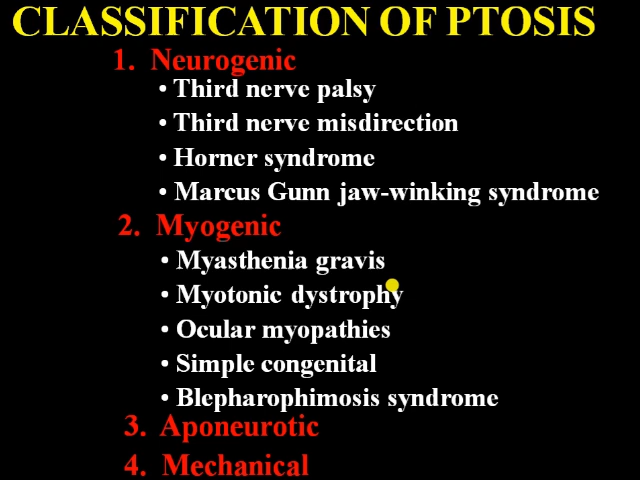 CLASSIFICATION OF PTOSIS
1. Neurogenic
• Third nerve palsy
• Third nerve misdirection
• Horner syndrome
• Marcus Gunn jaw-winking syndrome
2. Myogenic
• Myasthenia gravis
• Myotonic dystrophy
• Ocular myopathies
• Simple congenital
• Blepharophimosis syndrome
3. Aponeurotic
4. Mechanical